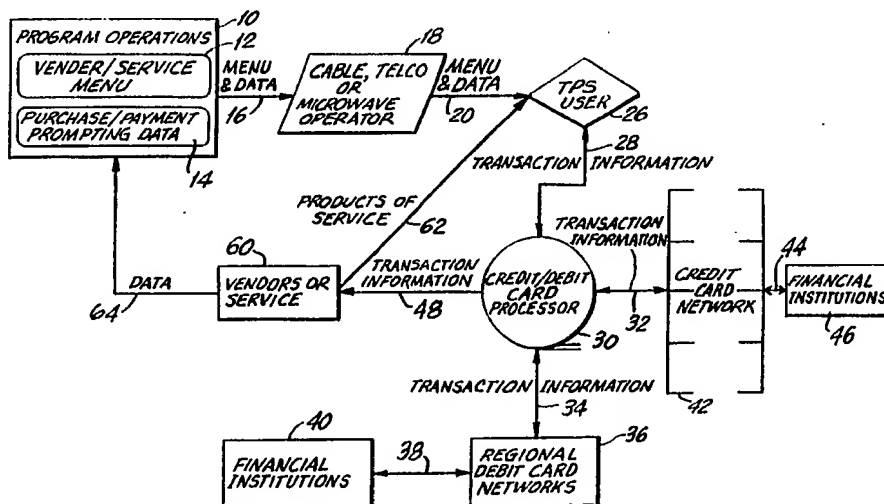 10
PROGRAM OPERATIONS
12
VENDER/SERVICE
MENU
PURCHASE/PAYMENT
PROMPTING DATA
14
MENU
& DATA
16
18
CABLE, TELCO
OR
MICROWAVE
OPERATOR
MENU
& DATA
20
TPS
USER
26
28
TRANSACTION INFORMATION
PRODUCTS OF
SERVICE
62
60
VENDORS OR
SERVICE
DATA
64
TRANSACTION
INFORMATION
48
CREDIT/DEBIT
CARD
PROCESSOR
30
TRANSACTION
INFORMATION
32
CREDIT
CARD
NETWORK
42
44
FINANCIAL
INSTITUTIONS
46
TRANSACTION INFORMATION
34
36
REGIONAL
DEBIT CARD
NETWORKS
38
40
FINANCIAL
INSTITUTIONS